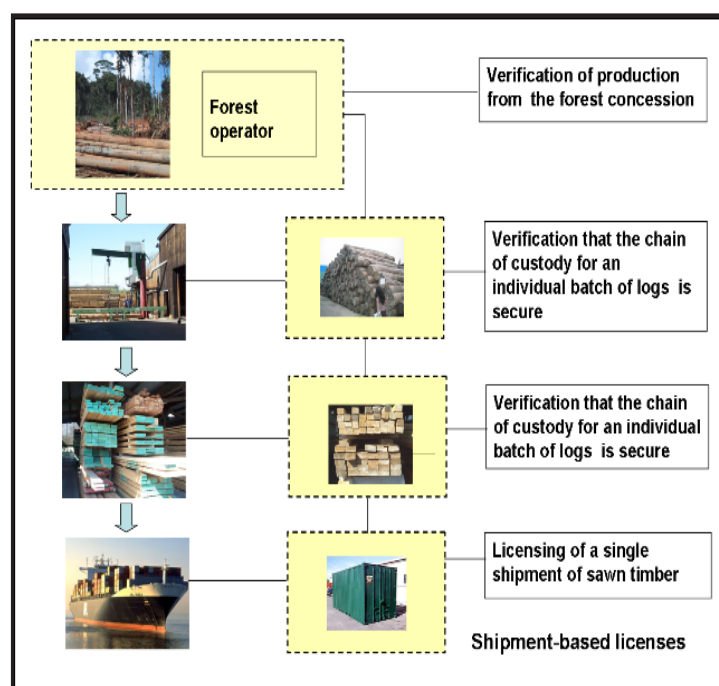 Forest
operator
Verification of production
from the forest concession
Verification that the chain
of custody for an
individual batch of logs is
secure
Verification that the chain
of custody for an individual
batch of logs is secure
Licensing of a single
shipment of sawn timber
Shipment-based licenses